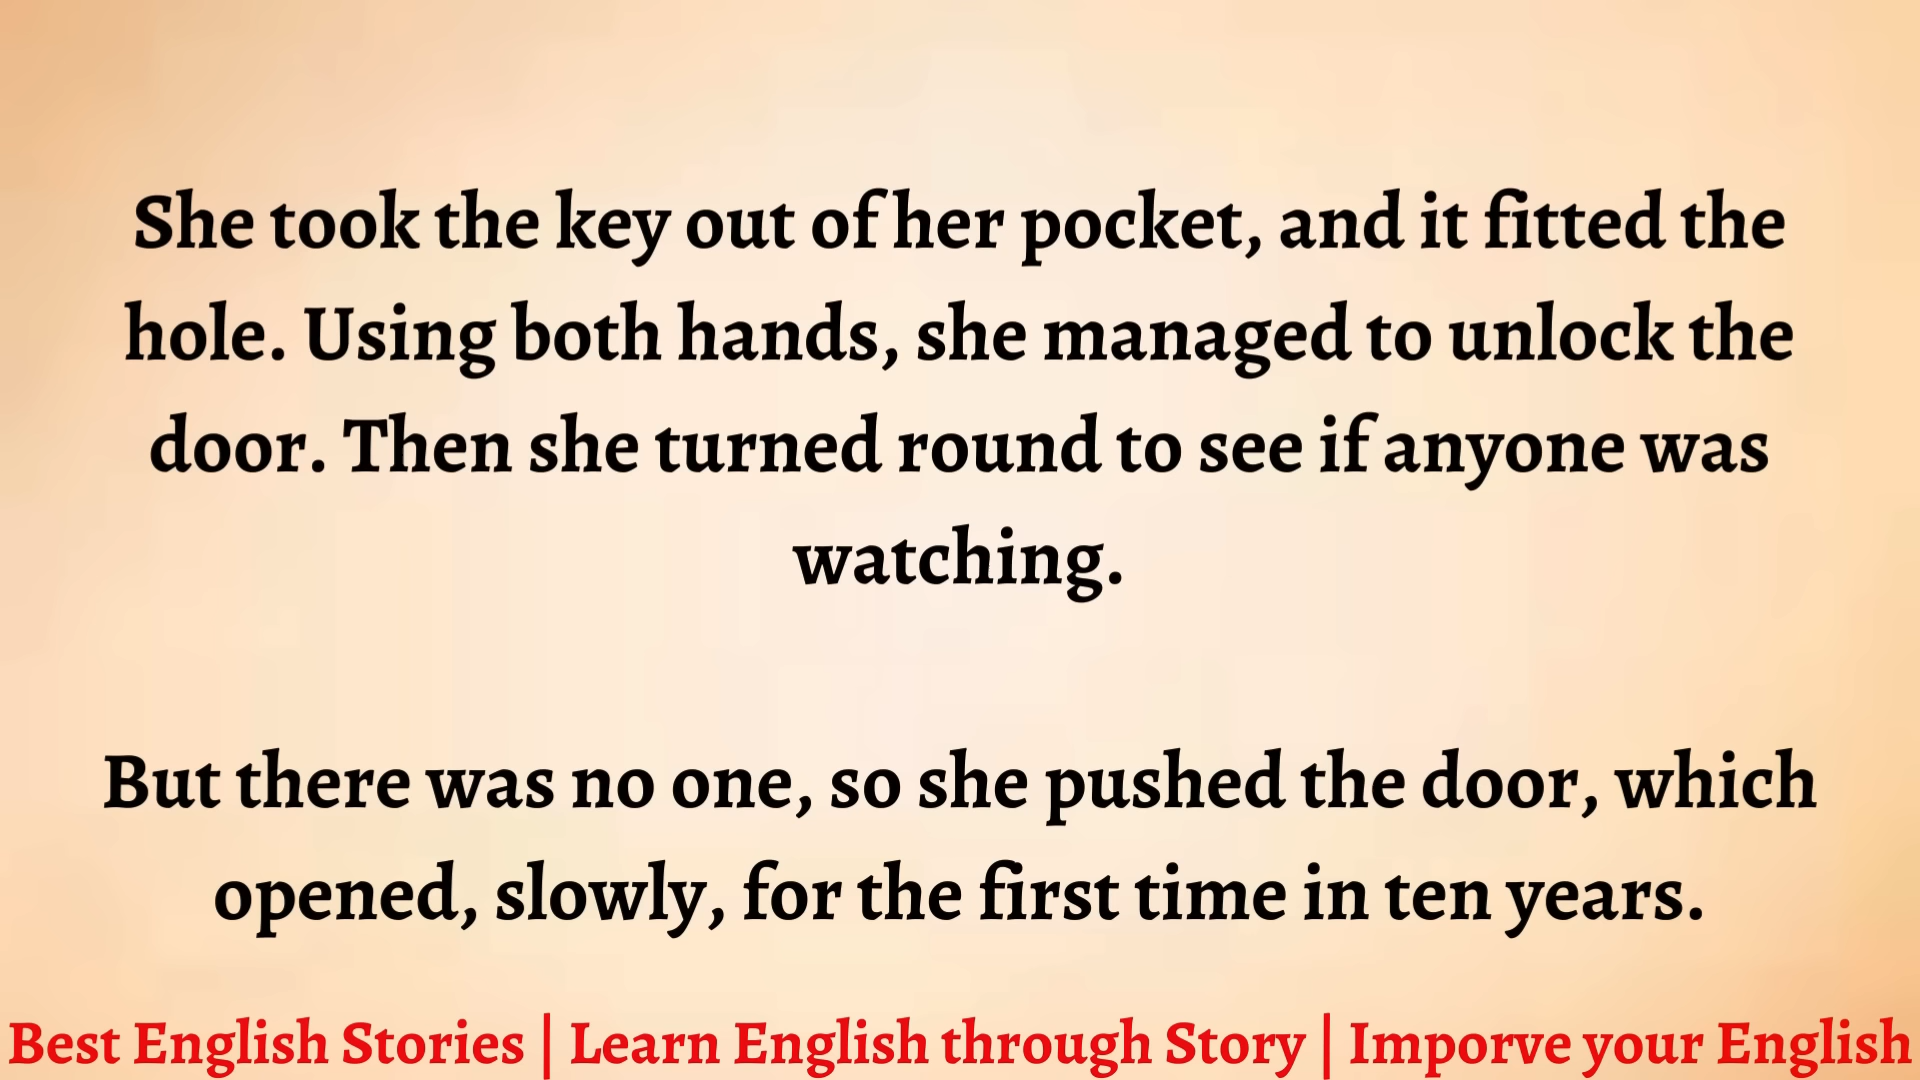 She took the key out of her pocket, and it fitted the
hole. Using both hands, she managed to unlock the
door. Then she turned round to see if anyone was
watching.
But there was no one, so she pushed the door, which
opened, slowly, for the first time in ten years.
Best English Stories | Learn English through Story | Imporve your English